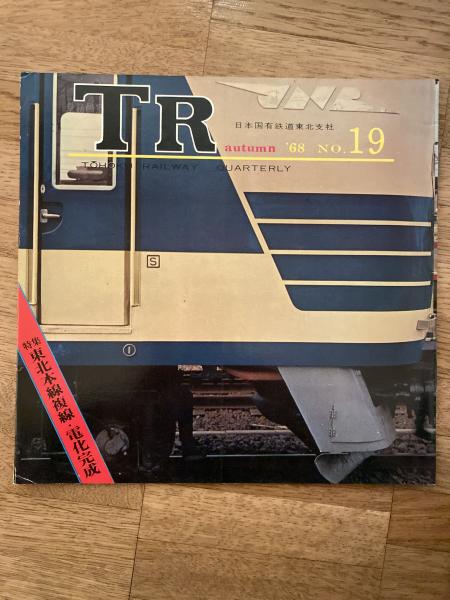 JNR
TR
日本国有鉄道東北支社
autumn '68 NO.19
TOHOKU RAILWAY QUARTERLY
S
特集 東北本線複線 電化完成